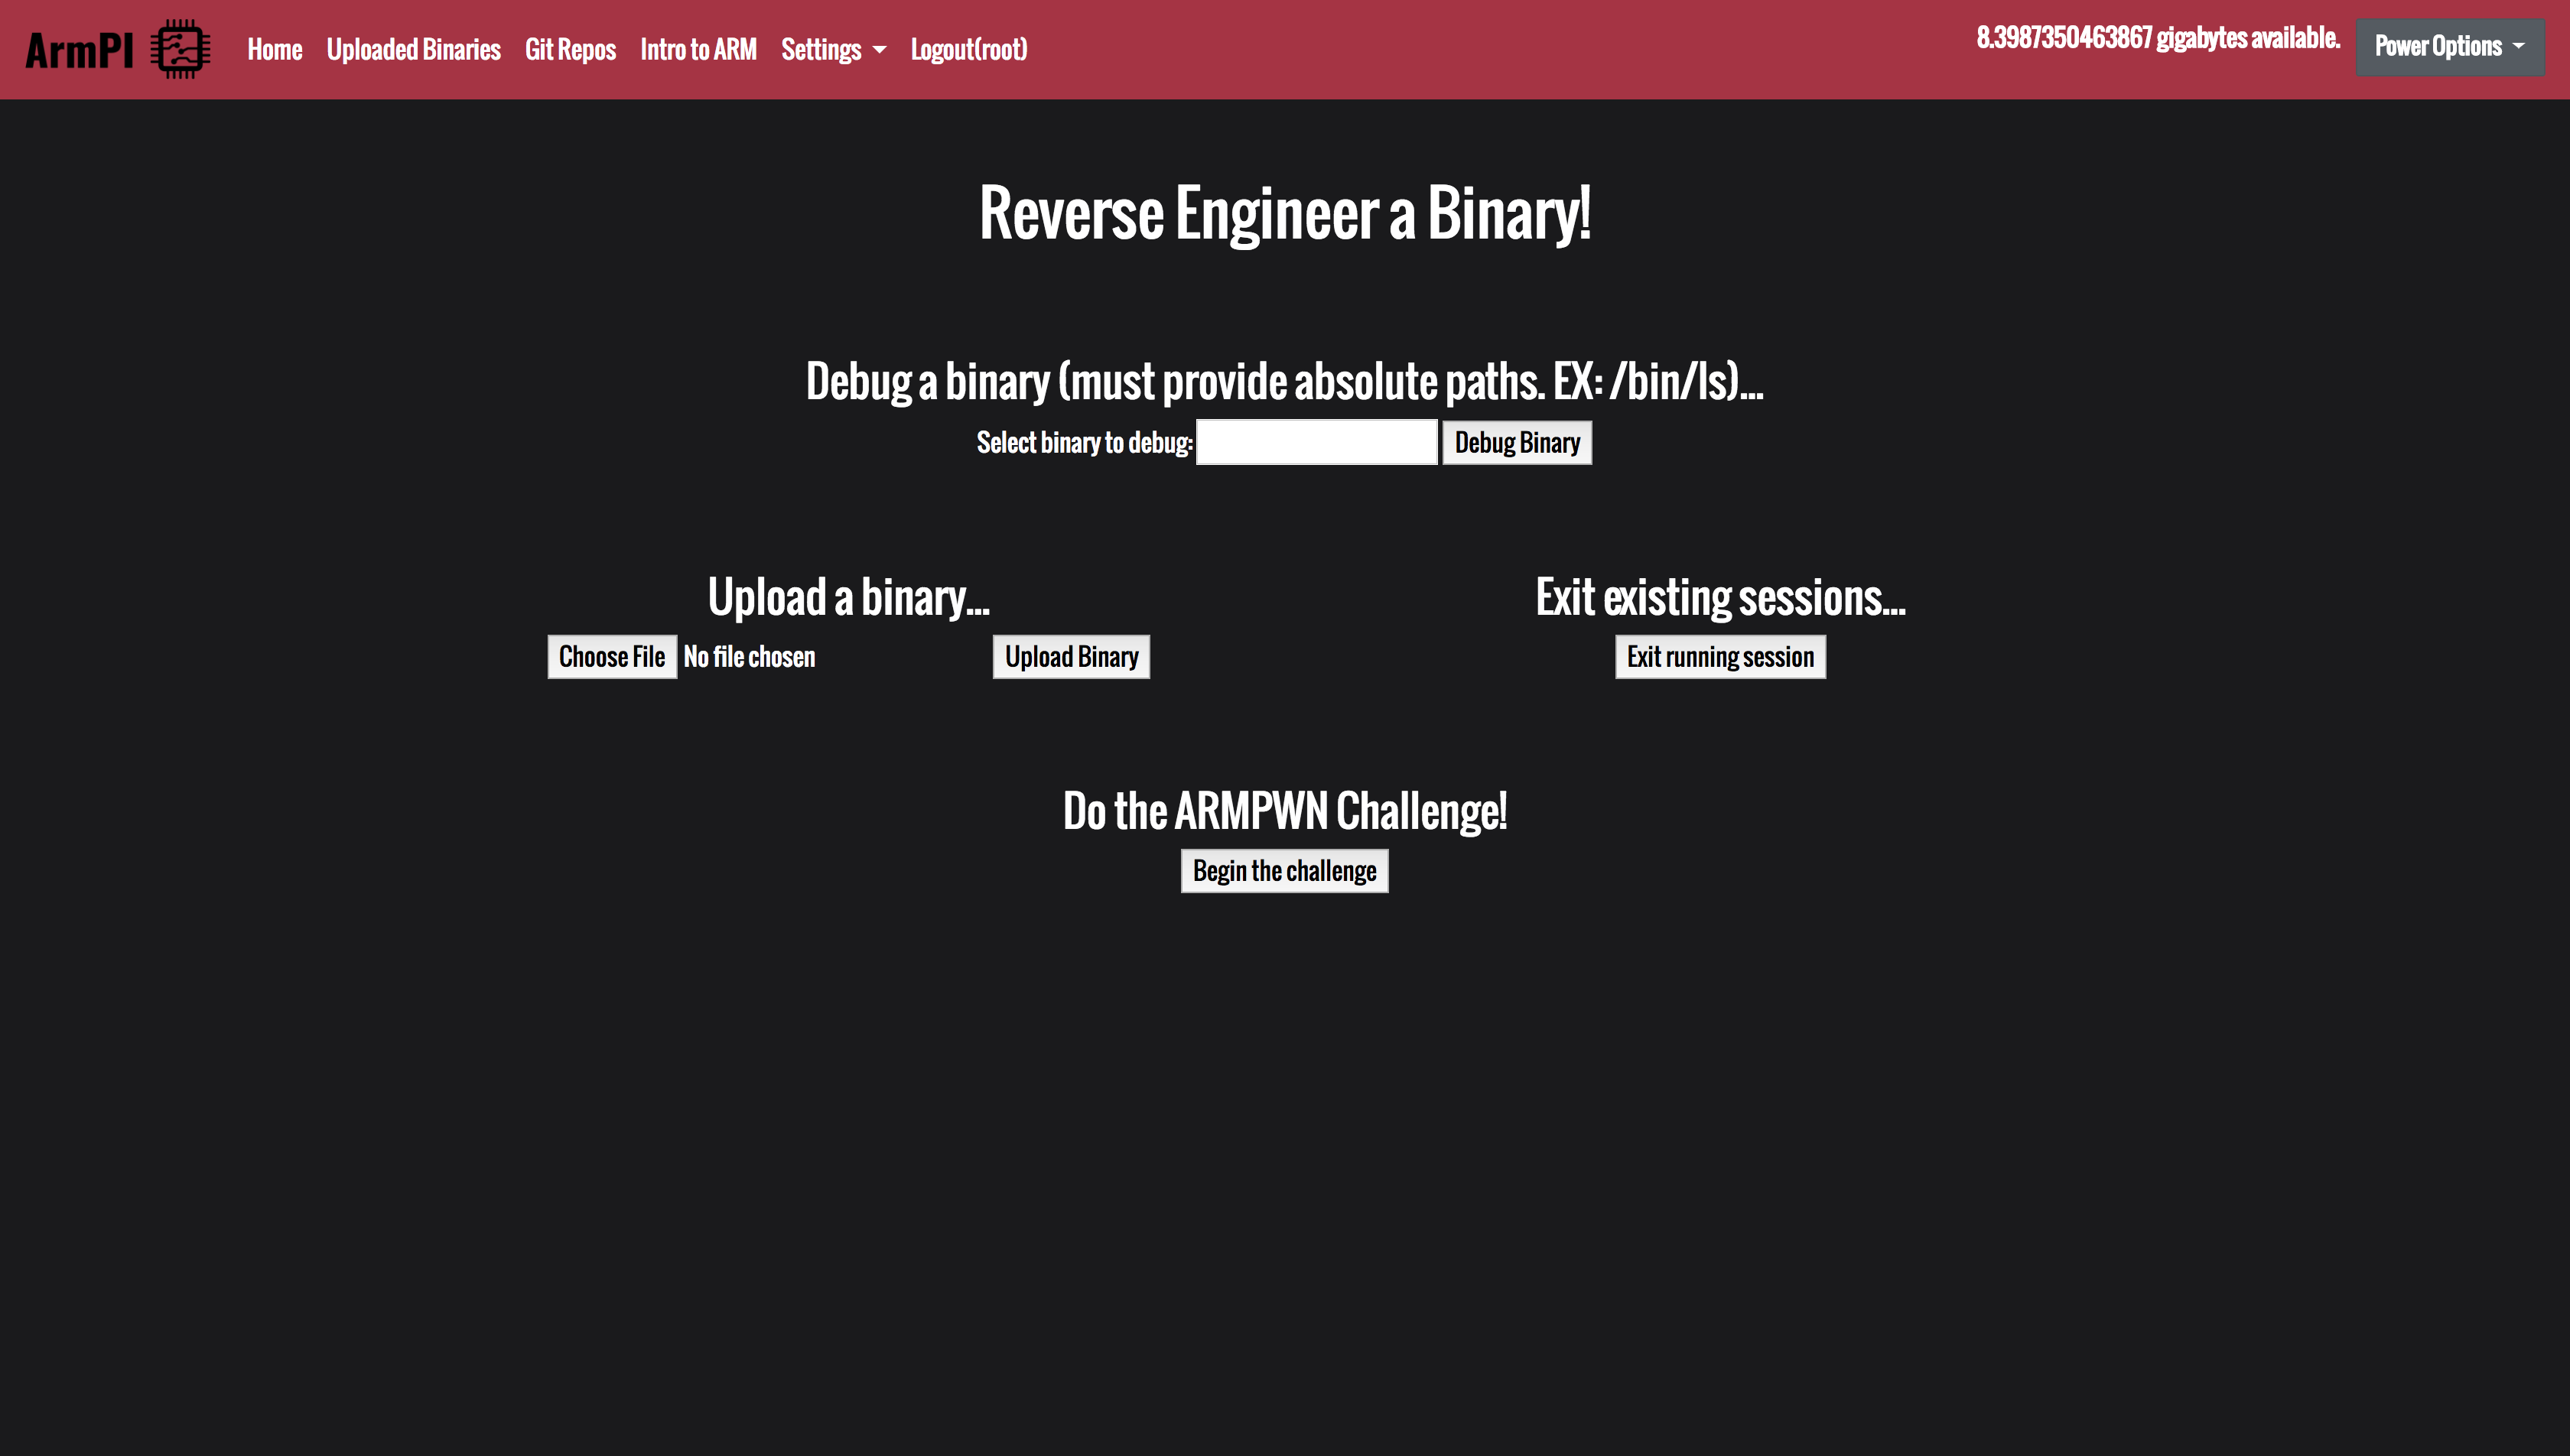 ArmPI Home Uploaded Binaries Git Repos Intro to ARM Settings Logout(root) 8.3987350463867 gigabytes available. Power Options
Reverse Engineer a Binary!
Debug a binary (must provide absolute paths. EX: /bin/ls)...
Select binary to debug: Debug Binary
Upload a binary...
Choose File No file chosen Upload Binary
Exit existing sessions...
Exit running session
Do the ARMPWN Challenge!
Begin the challenge